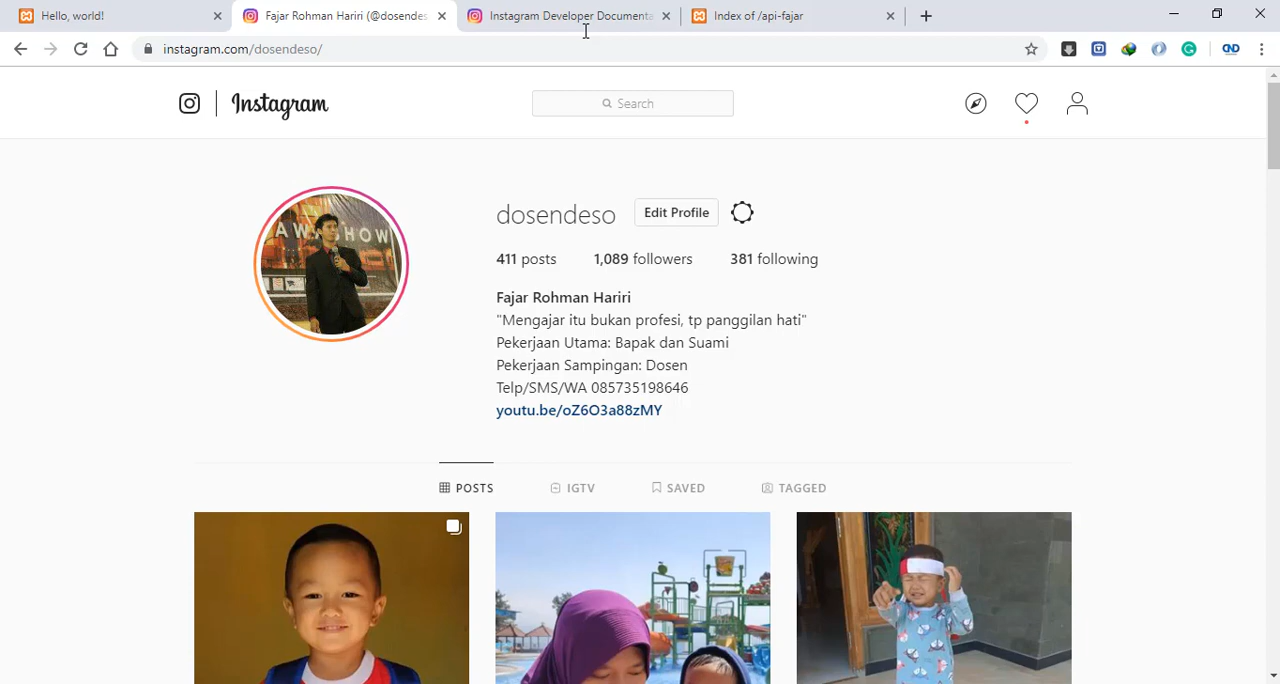 Hello, world!
Fajar Rohman Hariri (@dosendes
Instagram Developer Documenta
Index of /api-fajar
instagram.com/dosendeso/
Instagram
Search
dosendeso
Edit Profile
411 posts 1,089 followers 381 following
Fajar Rohman Hariri
"Mengajar itu bukan profesi, tp panggilan hati"
Pekerjaan Utama: Bapak dan Suami
Pekerjaan Sampingan: Dosen
Telp/SMS/WA 085735198646
youtu.be/oZ6O3a88zMY
POSTS IGTV SAVED TAGGED